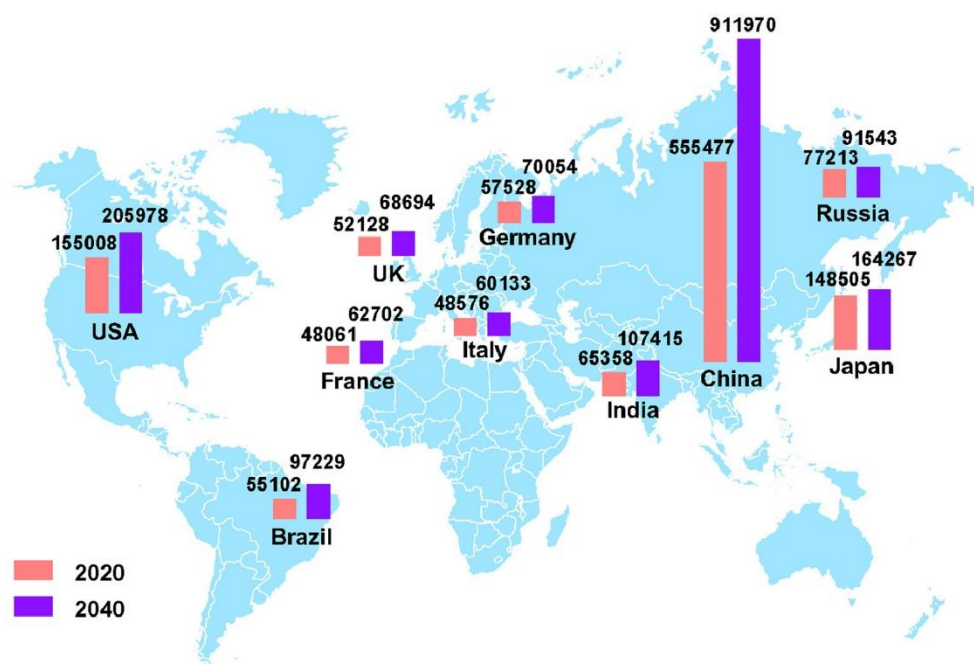 911970
555477
China
91543
77213
Russia
70054
57528
Germany
68694
52128
UK
205978
155008
USA
164267
148505
Japan
60133
48576
Italy
62702
48061
France
107415
65358
India
97229
55102
Brazil
2020
2040